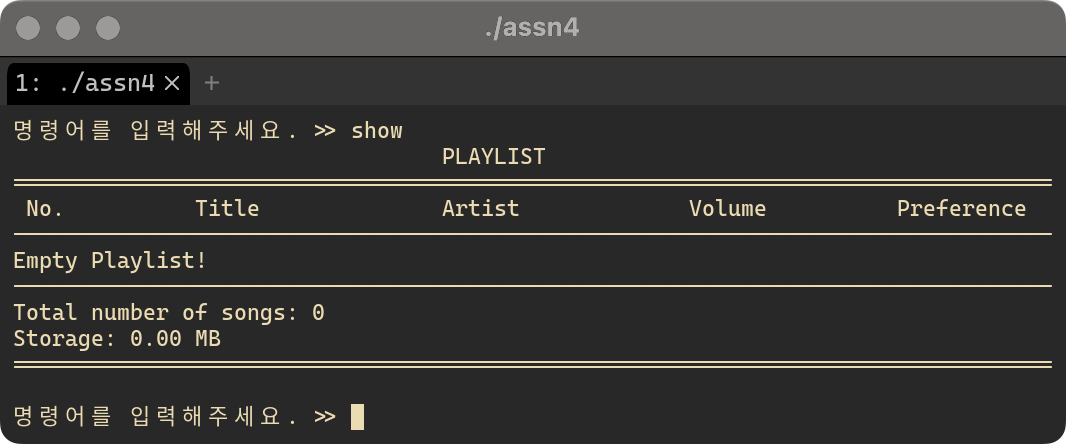 ./assn4
1: ./assn4 × +
명령어를 입력해주세요. >> show
PLAYLIST
No. Title Artist Volume Preference
Empty Playlist!
Total number of songs: 0
Storage: 0.00 MB
명령어를 입력해주세요. >>